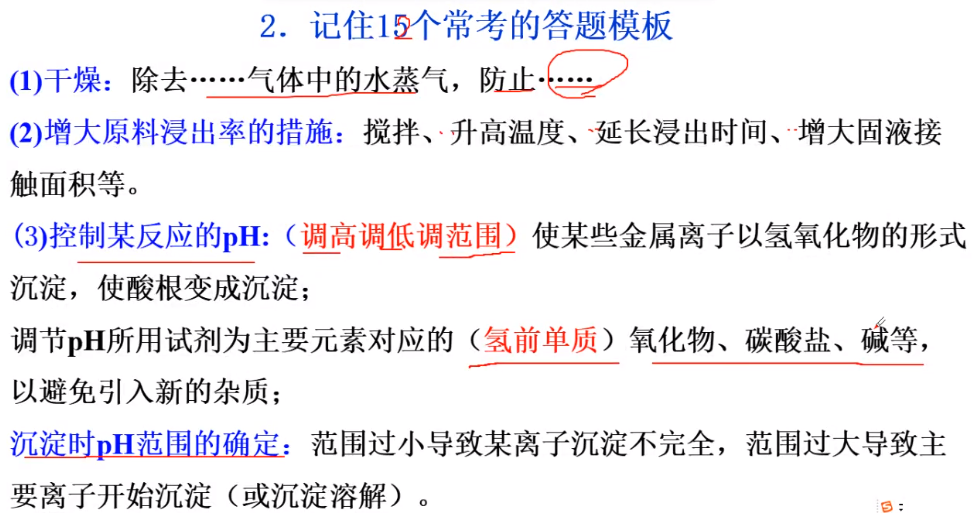 2．记住15个常考的答题模板
(1)干燥：除去……气体中的水蒸气，防止……
(2)增大原料浸出率的措施：搅拌、升高温度、延长浸出时间、增大固液接
触面积等。
(3)控制某反应的pH:（调高调低调范围）使某些金属离子以氢氧化物的形式
沉淀，使酸根变成沉淀；
调节pH所用试剂为主要元素对应的（氢前单质）氧化物、碳酸盐、碱等，
以避免引入新的杂质；
沉淀时pH范围的确定：范围过小导致某离子沉淀不完全，范围过大导致主
要离子开始沉淀（或沉淀溶解）。